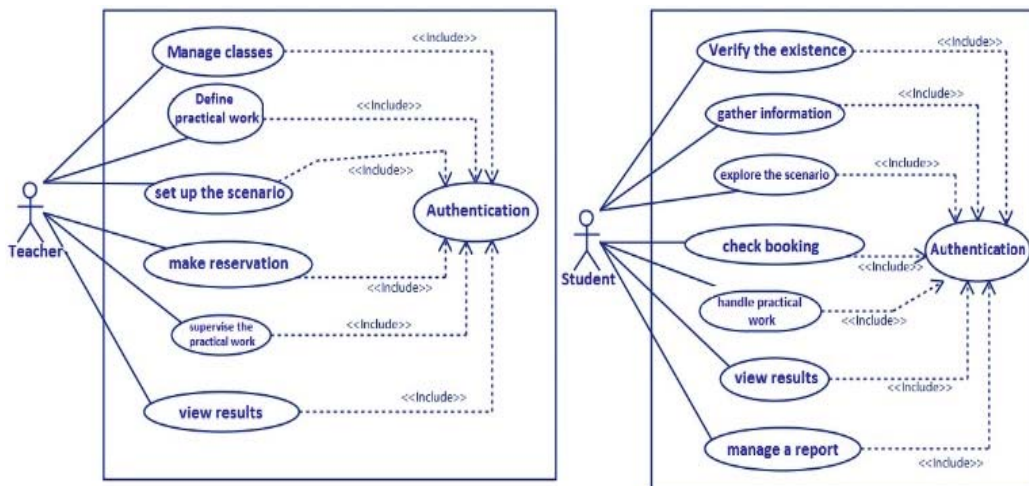 <<Include>>
Manage classes
Define
practical work
<<Include>>
set up the scenario
<<Include>>
Authentication
Teacher
make reservation
<<Include>>
supervise the
practical work
<<Include>>
view results
<<Include>>
Verify the existence
<<Include>>
gather information
<<Include>>
explore the scenario
<<Include>>
Authentication
check booking
<<Include>>
Student
handle practical
work
<<Include>>
view results
<<Include>>
manage a report
<<Include>>